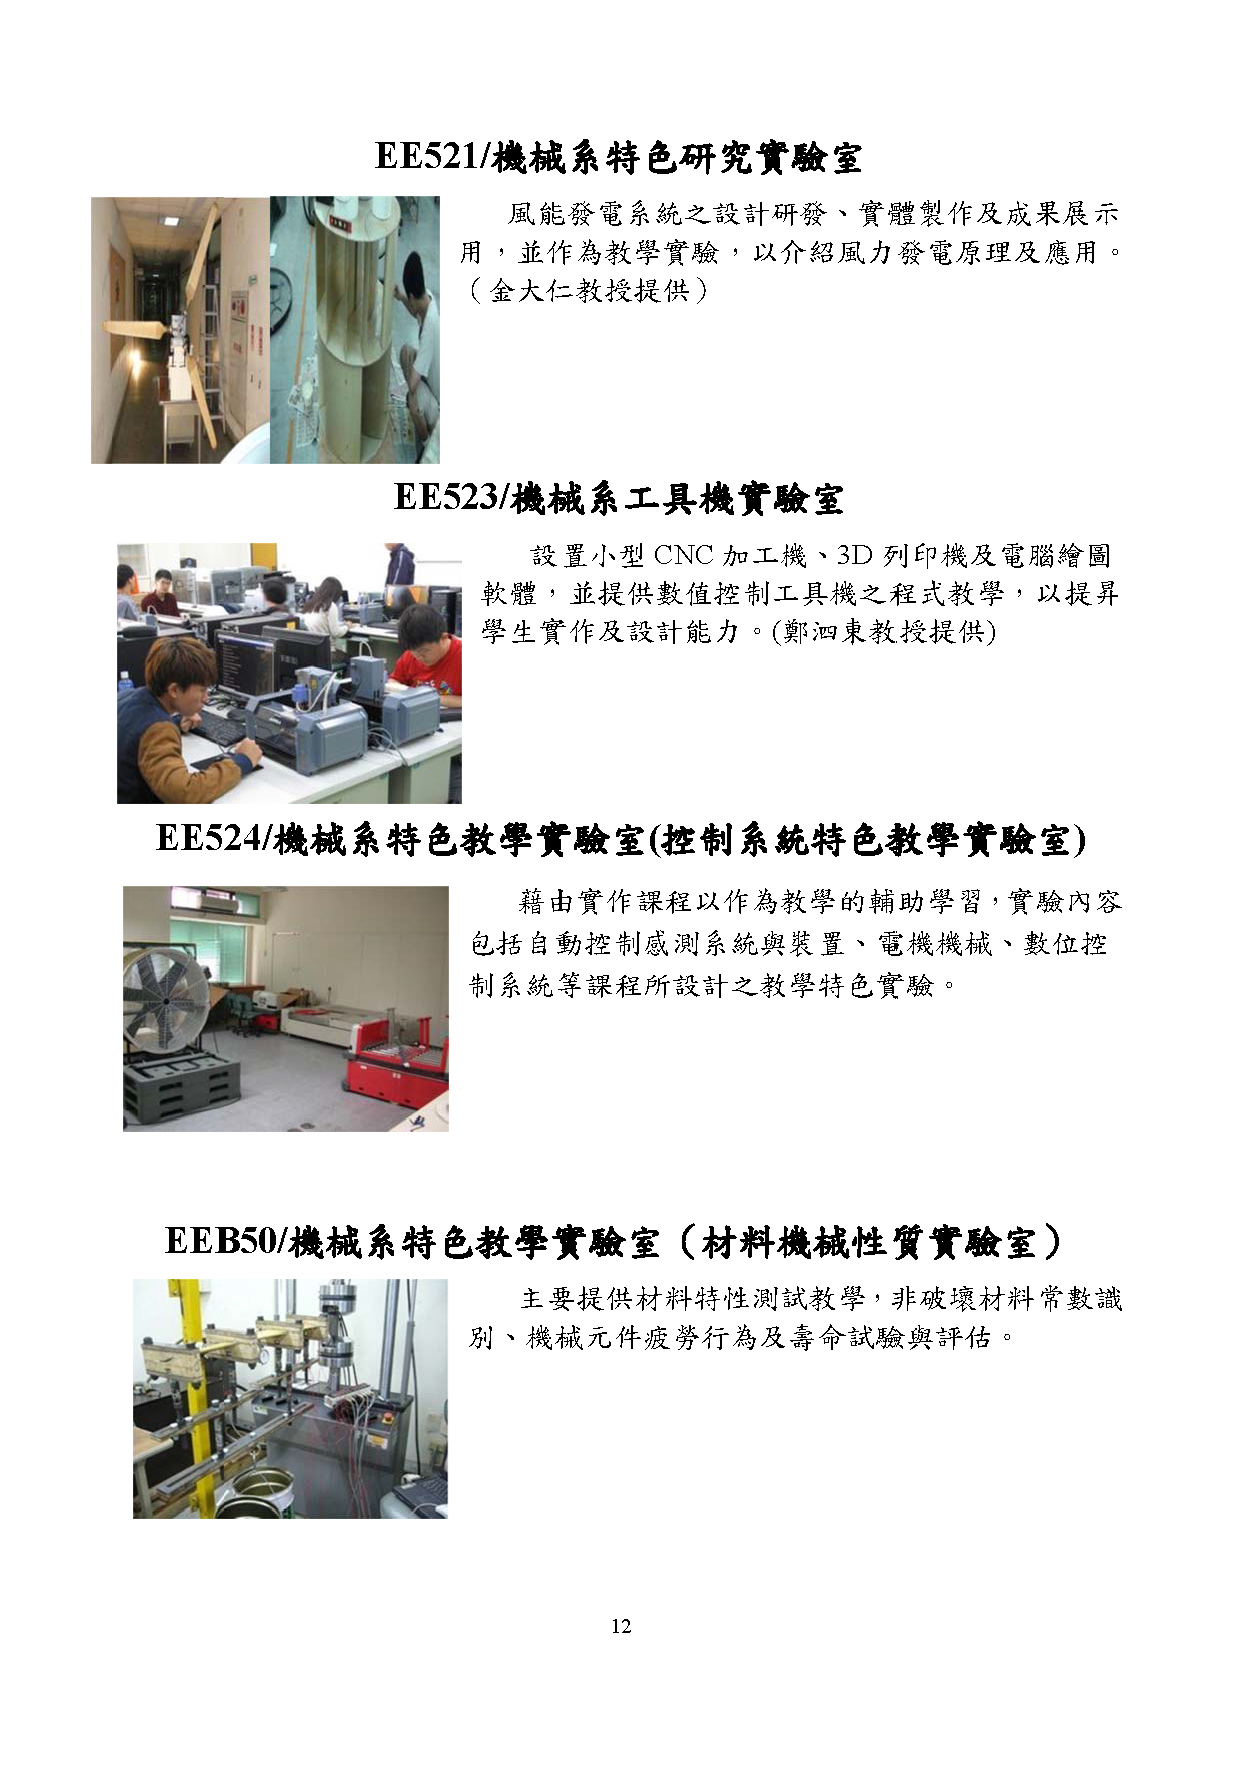 EE521/機械系特色研究實驗室
風能發電系統之設計研發、實體製作及成果展示
用，並作為教學實驗，以介紹風力發電原理及應用。
（金大仁教授提供）
EE523/機械系工具機實驗室
設置小型 CNC 加工機、3D 列印機及電腦繪圖
軟體，並提供數值控制工具機之程式教學，以提昇
學生實作及設計能力。(鄭泗東教授提供)
EE524/機械系特色教學實驗室(控制系統特色教學實驗室)
藉由實作課程以作為教學的輔助學習，實驗內容
包括自動控制感測系統與裝置、電機機械、數位控
制系統等課程所設計之教學特色實驗。
EEB50/機械系特色教學實驗室（材料機械性質實驗室）
主要提供材料特性測試教學，非破壞材料常數識
別、機械元件疲勞行為及壽命試驗與評估。
12